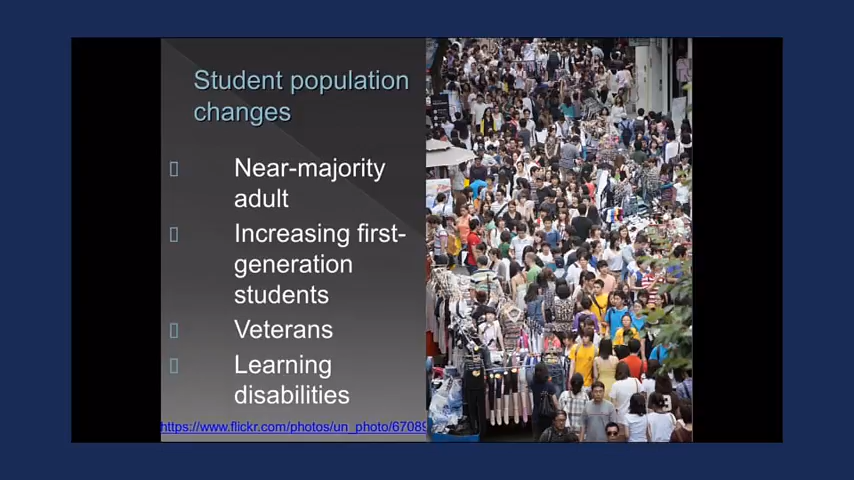 Student population
changes
Near-majority
adult
Increasing first-
generation
students
Veterans
Learning
disabilities
https://www.flickr.com/photos/un_photo/67089